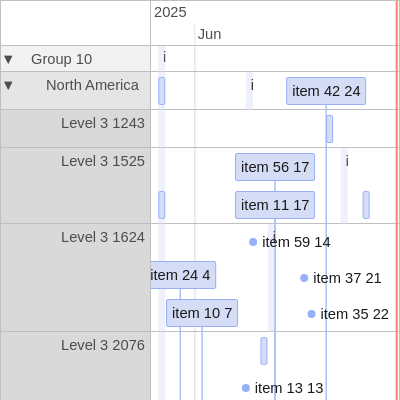 2025
Jun
▼ Group 10
i
▼ North America
i
item 42 24
Level 3 1243
Level 3 1525
item 56 17
i
item 11 17
Level 3 1624
i
item 59 14
item 24 4
item 37 21
item 10 7
item 35 22
Level 3 2076
item 13 13